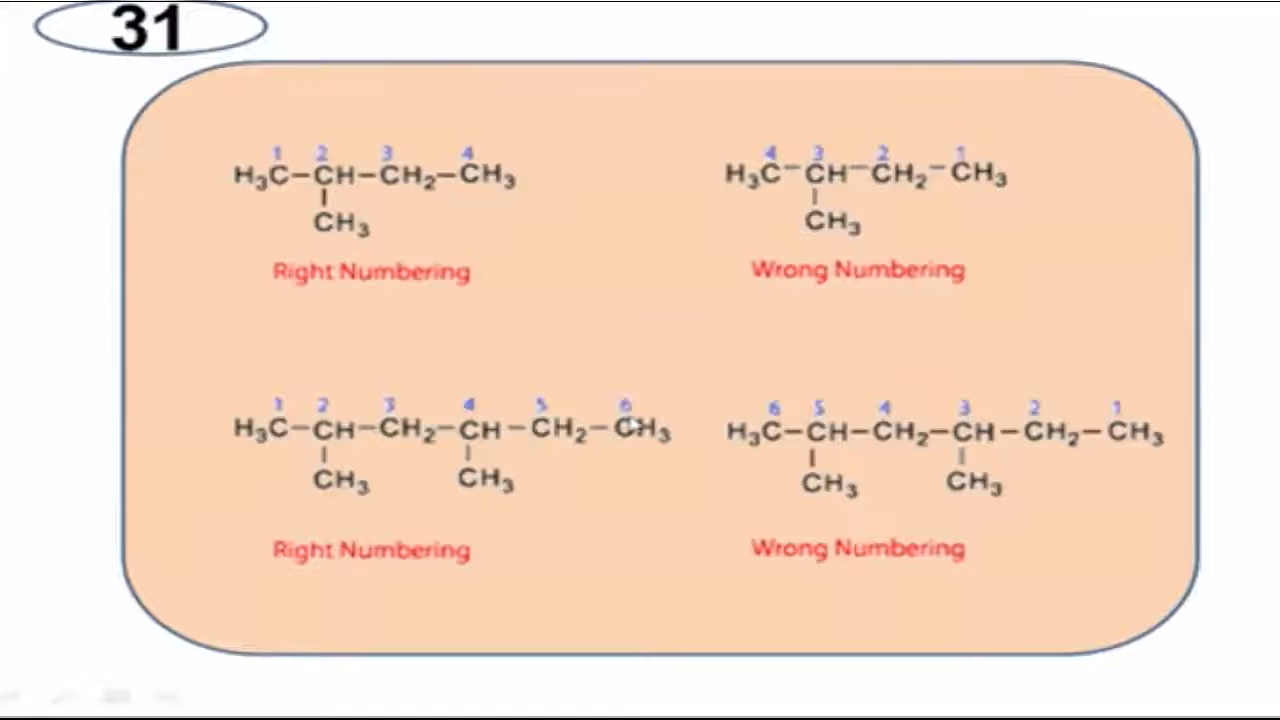 31
1 2 3 4
H₃C–CH–CH₂–CH₃
CH₃
Right Numbering
4 3 2 1
H₃C–CH–CH₂–CH₃
CH₃
Wrong Numbering
1 2 3 4 5 6
H₃C–CH–CH₂–CH–CH₂–CH₃
CH₃ CH₃
Right Numbering
6 5 4 3 2 1
H₃C–CH–CH₂–CH–CH₂–CH₃
CH₃ CH₃
Wrong Numbering